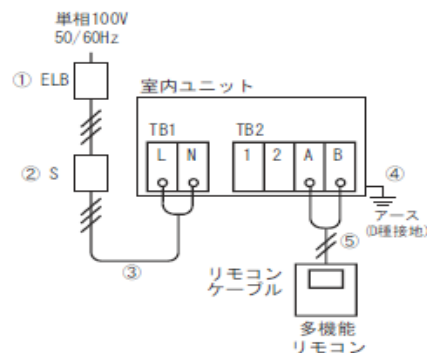 単相100V
50/60Hz
① ELB
室内ユニット
TB1
TB2
L
N
1
2
A
B
② S
④
アース
(D種接地)
③
⑤
リモコン
ケーブル
多機能
リモコン